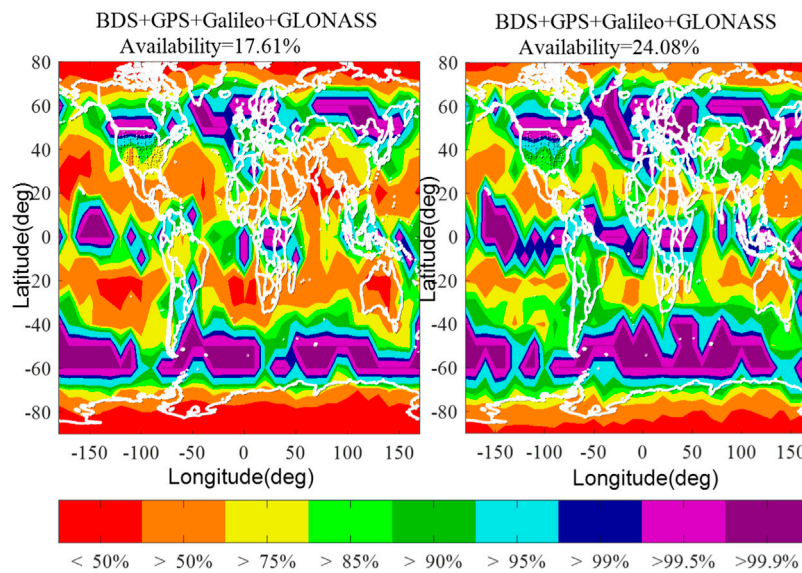 BDS+GPS+Galileo+GLONASS
Availability=17.61%
80
60
40
20
0
-20
-40
-60
-80
Latitude(deg)
-150 -100 -50 0 50 100 150
Longitude(deg)
BDS+GPS+Galileo+GLONASS
Availability=24.08%
80
60
40
20
0
-20
-40
-60
-80
Latitude(deg)
-150 -100 -50 0 50 100 150
Longitude(deg)
< 50% > 50% > 75% > 85% > 90% > 95% > 99% >99.5% >99.9%